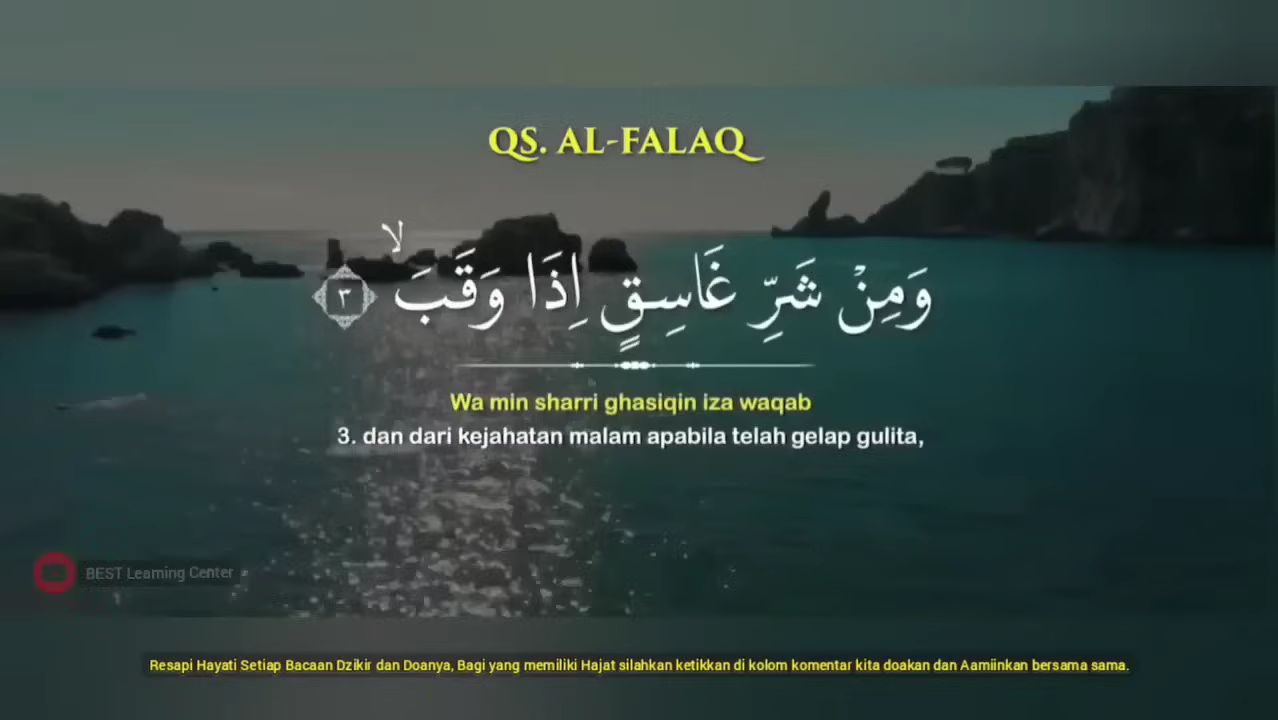 QS. AL-FALAQ
وَمِنْ شَرِّ غَاسِقٍ اِذَا وَقَبَۙ ٣
Wa min sharri ghasiqin iza waqab
3. dan dari kejahatan malam apabila telah gelap gulita,
BEST Learning Center
Resapi Hayati Setiap Bacaan Dzikir dan Doanya, Bagi yang memiliki Hajat silahkan ketikkan di kolom komentar kita doakan dan Aamiinkan bersama sama.